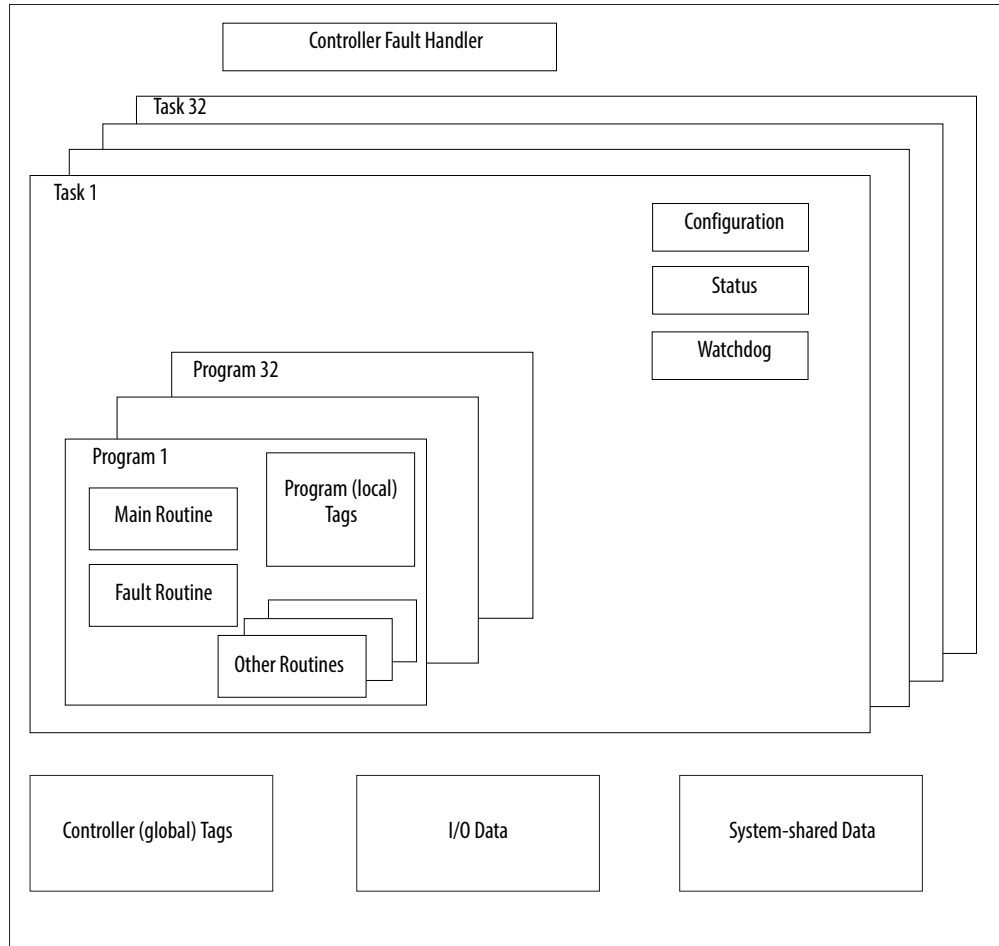 Controller Fault Handler
Task 32
Task 1
Configuration
Status
Watchdog
Program 32
Program 1
Program (local)
Tags
Main Routine
Fault Routine
Other Routines
Controller (global) Tags
I/O Data
System-shared Data